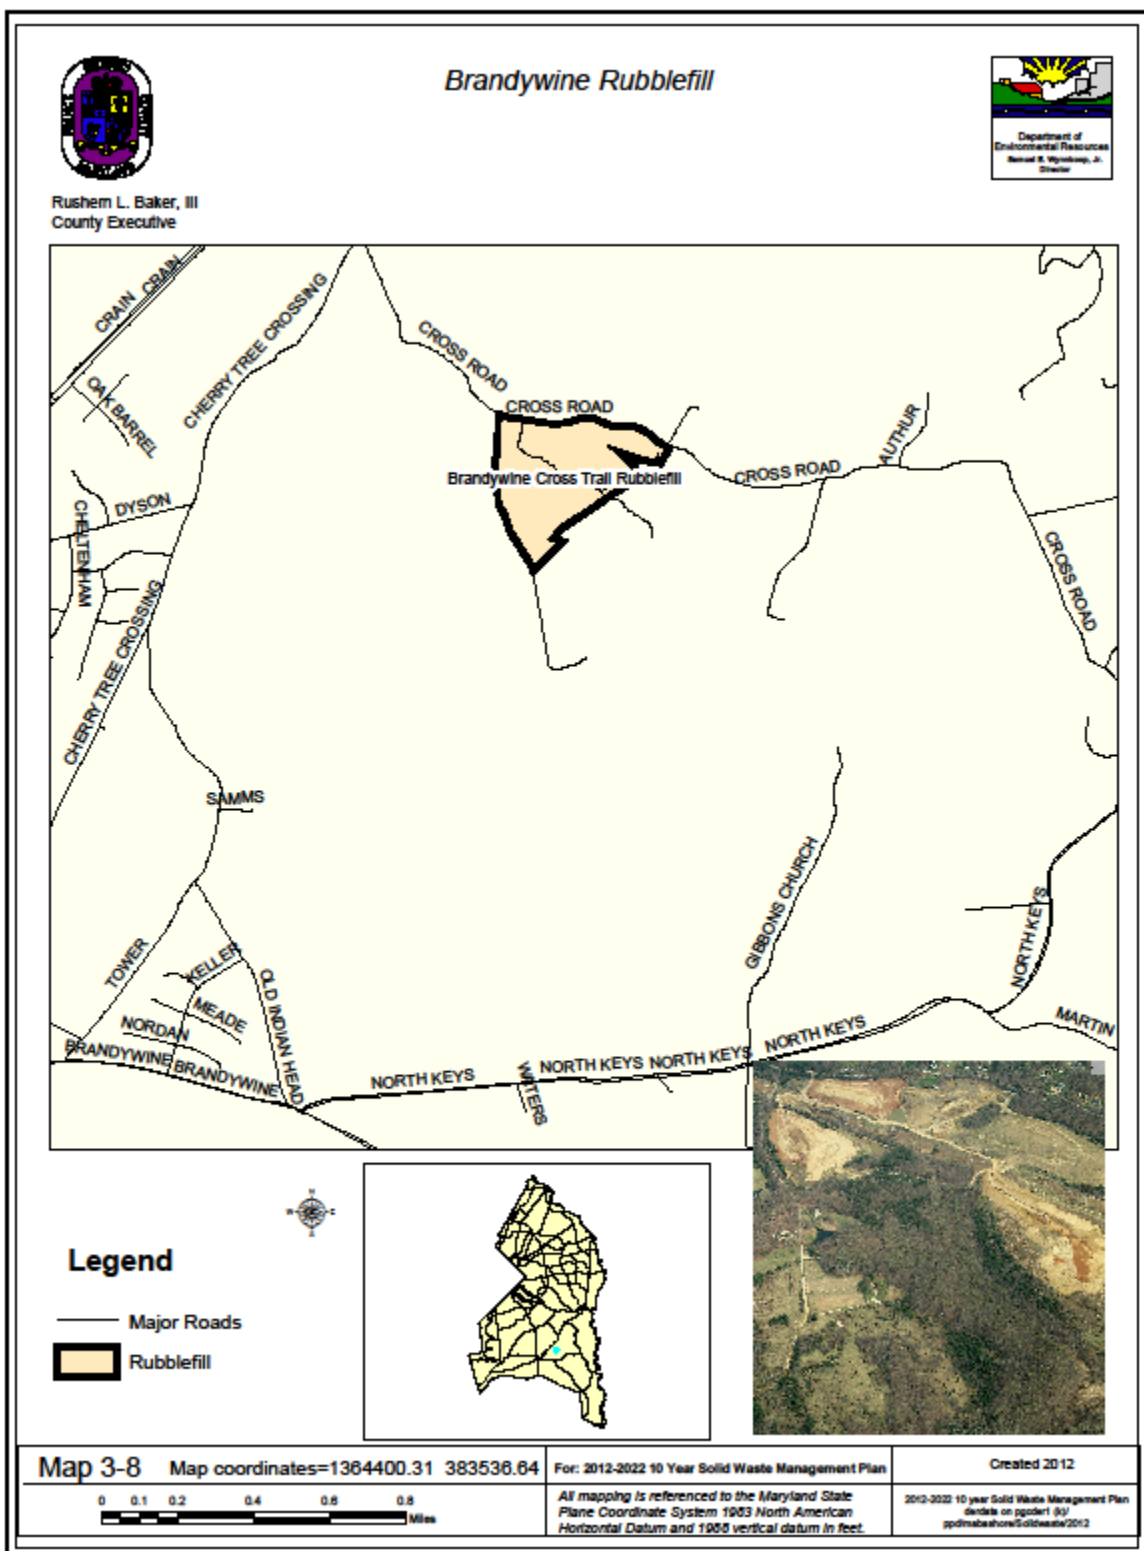 Brandywine Rubblefill
Department of
Environmental Resources
Samuel E. Wynkoop, Jr.
Director
Rushern L. Baker, III
County Executive
CRAIN
CRAIN
CHERRY TREE CROSSING
OAK BARREL
CROSS ROAD
CROSS ROAD
AUTHUR
Brandywine Cross Trail Rubblefill
CROSS ROAD
DYSON
CHELTENHAM
CROSS ROAD
CHERRY TREE CROSSING
SAMMS
GIBBONS CHURCH
NORTH KEYS
TOWER
KELLER
OLD INDIAN HEAD
MEADE
NORDAN
MARTIN
BRANDYWINE
BRANDYWINE
NORTH KEYS
NORTH KEYS
NORTH KEYS
NORTH KEYS
WATERS
N
W
E
S
Legend
Major Roads
Rubblefill
Map 3-8
Map coordinates=1364400.31 383536.64
0 0.1 0.2 0.4 0.6 0.8
Miles
For: 2012-2022 10 Year Solid Waste Management Plan
All mapping is referenced to the Maryland State
Plane Coordinate System 1983 North American
Horizontal Datum and 1988 vertical datum in feet.
Created 2012
2012-2022 10 year Solid Waste Management Plan